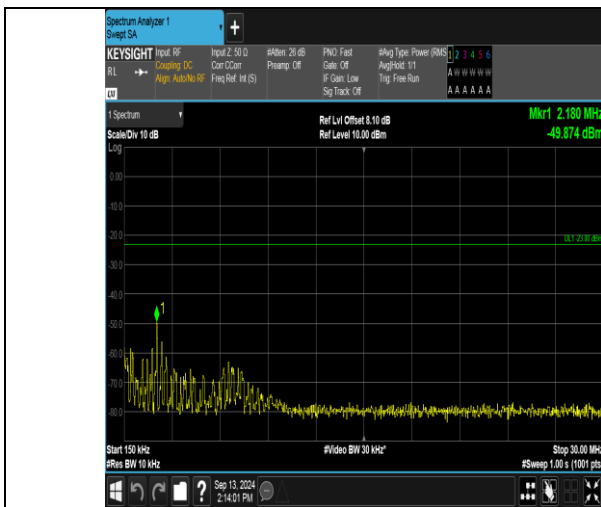 Spectrum Analyzer 1
Swept SA
+
KEYSIGHT
RL
LXI
Input: RF
Coupling: DC
Align: Auto/No RF
Input Z: 50 Ω
Corr CCorr
Freq Ref: Int (S)
#Atten: 26 dB
Preamp: Off
PNO: Fast
Gate: Off
IF Gain: Low
Sig Track: Off
#Avg Type: Power (RMS
Avg|Hold: 1/1
Trig: Free Run
1 2 3 4 5 6
A W W W W W
A A A A A A
1 Spectrum
Scale/Div 10 dB
Ref Lvl Offset 8.10 dB
Ref Level 10.00 dBm
Mkr1 2.180 MHz
-49.874 dBm
Log
0.00
-10.0
-20.0
DL1 -23.00 dBm
-30.0
-40.0
1
-50.0
-60.0
-70.0
-80.0
Start 150 kHz
#Res BW 10 kHz
#Video BW 30 kHz*
Stop 30.00 MHz
#Sweep 1.00 s (1001 pts)
?
Sep 13, 2024
2:14:01 PM